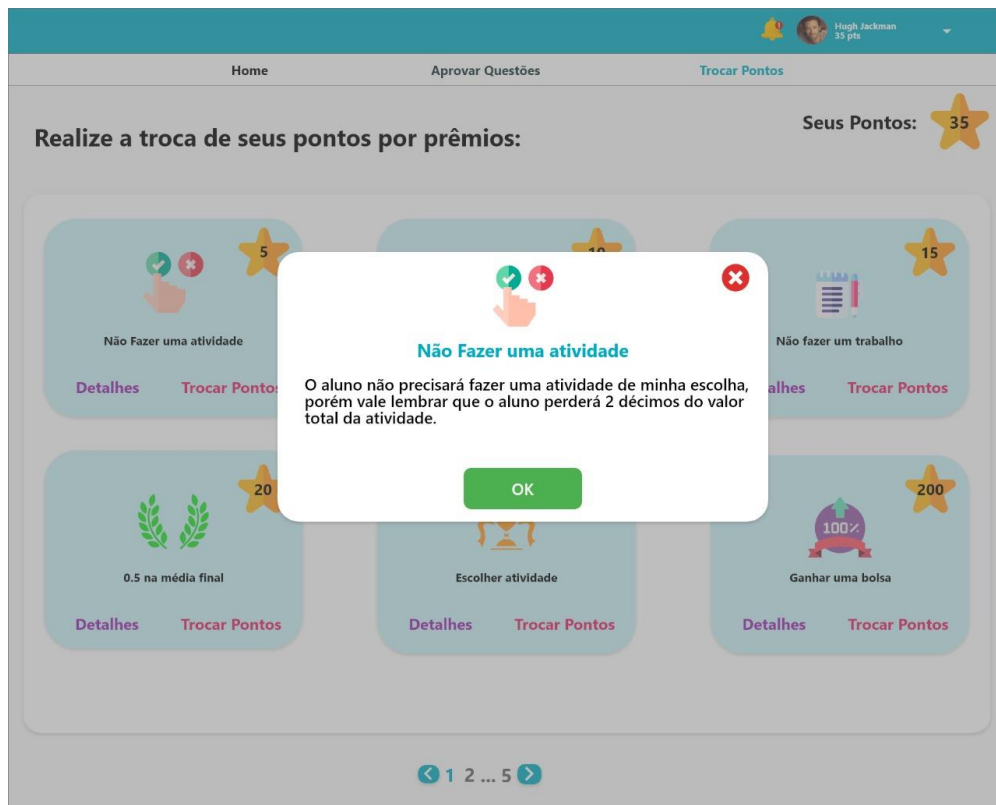 Hugh Jackman
35 pts
Home
Aprovar Questões
Trocar Pontos
Realize a troca de seus pontos por prêmios:
Seus Pontos:
35
5
Não Fazer uma atividade
Detalhes
Trocar Pontos
10
15
Não fazer um trabalho
Trocar Pontos
Não Fazer uma atividade
O aluno não precisará fazer uma atividade de minha escolha,
porém vale lembrar que o aluno perderá 2 décimos do valor
total da atividade.
OK
20
0.5 na média final
Detalhes
Trocar Pontos
Escolher atividade
Detalhes
Trocar Pontos
200
100%
Ganhar uma bolsa
Detalhes
Trocar Pontos
1 2 ... 5